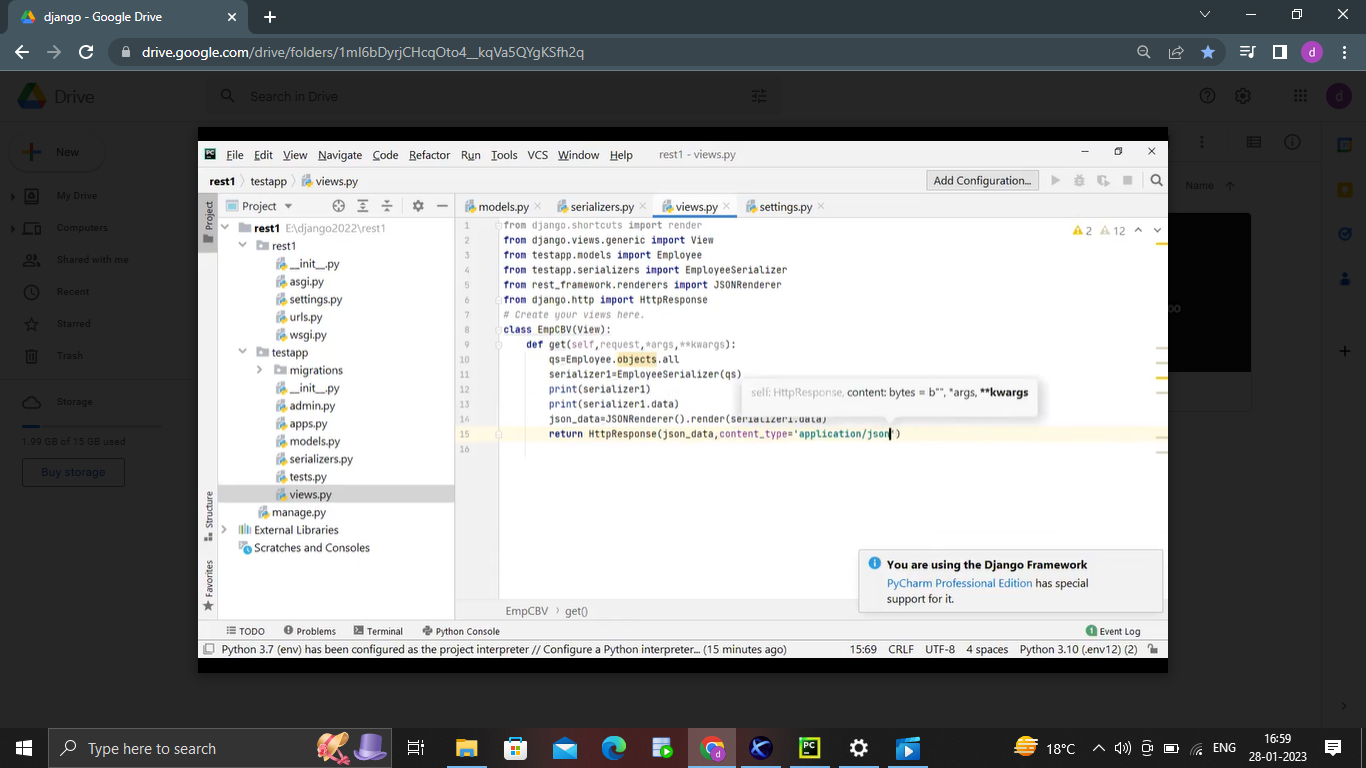 django - Google Drive
drive.google.com/drive/folders/1ml6bDyrjCHcqOto4__kqVa5QYgKSfh2q
d
Drive
Search in Drive
d
New
My Drive
Computers
Shared with me
Recent
Starred
Trash
Storage
1.99 GB of 15 GB used
Buy storage
Name
File Edit View Navigate Code Refactor Run Tools VCS Window Help rest1 - views.py
rest1 testapp views.py
Add Configuration...
Project
models.py serializers.py views.py settings.py
Project
Structure
Favorites
rest1 E:\django2022\rest1
rest1
__init__.py
asgi.py
settings.py
urls.py
wsgi.py
testapp
migrations
__init__.py
admin.py
apps.py
models.py
serializers.py
tests.py
views.py
manage.py
External Libraries
Scratches and Consoles
2 12
1 from django.shortcuts import render
2 from django.views.generic import View
3 from testapp.models import Employee
4 from testapp.serializers import EmployeeSerializer
5 from rest_framework.renderers import JSONRenderer
6 from django.http import HttpResponse
7 # Create your views here.
8 class EmpCBV(View):
9 def get(self,request,*args,**kwargs):
10 qs=Employee.objects.all
11 serializer1=EmployeeSerializer(qs)
12 print(serializer1)
13 print(serializer1.data)
14 json_data=JSONRenderer().render(serializer1.data)
15 return HttpResponse(json_data,content_type='application/json')
16
self: HttpResponse, content: bytes = b"", *args, **kwargs
You are using the Django Framework
PyCharm Professional Edition has special
support for it.
EmpCBV get()
TODO Problems Terminal Python Console
1 Event Log
Python 3.7 (env) has been configured as the project interpreter // Configure a Python interpreter... (15 minutes ago)
15:69 CRLF UTF-8 4 spaces Python 3.10 (.env12) (2)
Type here to search
18°C
ENG
16:59
28-01-2023